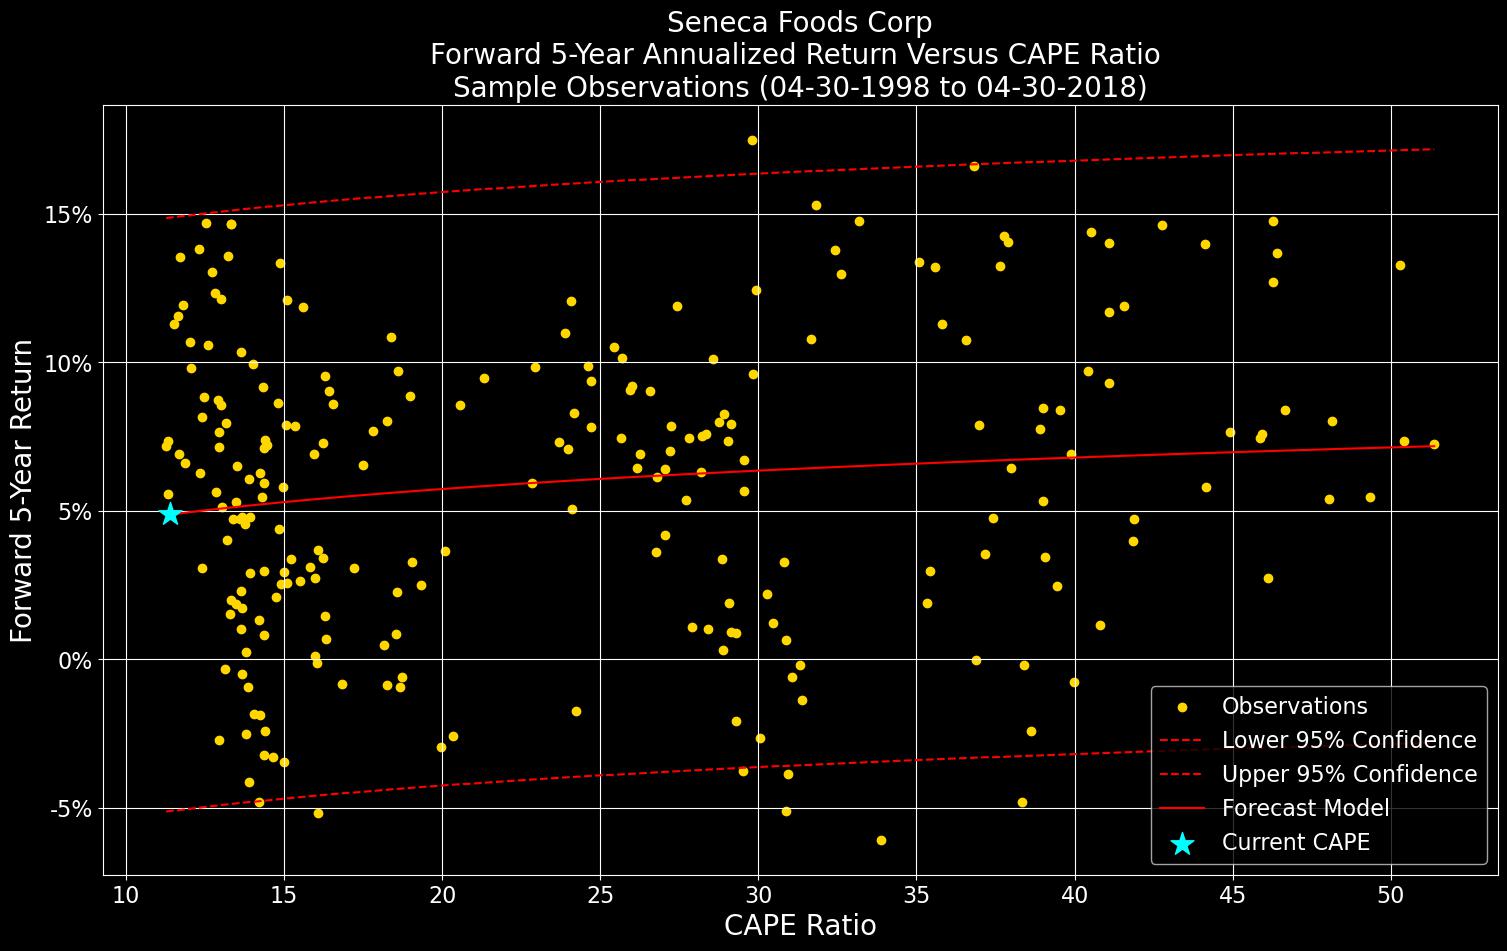 Seneca Foods Corp
Forward 5-Year Annualized Return Versus CAPE Ratio
Sample Observations (04-30-1998 to 04-30-2018)
Forward 5-Year Return
15%
10%
5%
0%
-5%
Observations
Lower 95% Confidence
Upper 95% Confidence
Forecast Model
Current CAPE
10 15 20 25 30 35 40 45 50
CAPE Ratio